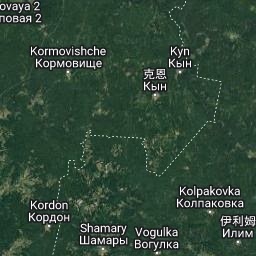 ovaya 2
повая 2
Kormovishche
Кормовище
Kyn
Кын
克恩
Кын
Kolpakovka
Колпаковка
Kordon
Кордон
伊利姆
Илим
Shamary
Шамары
Vogulka
Вогулка